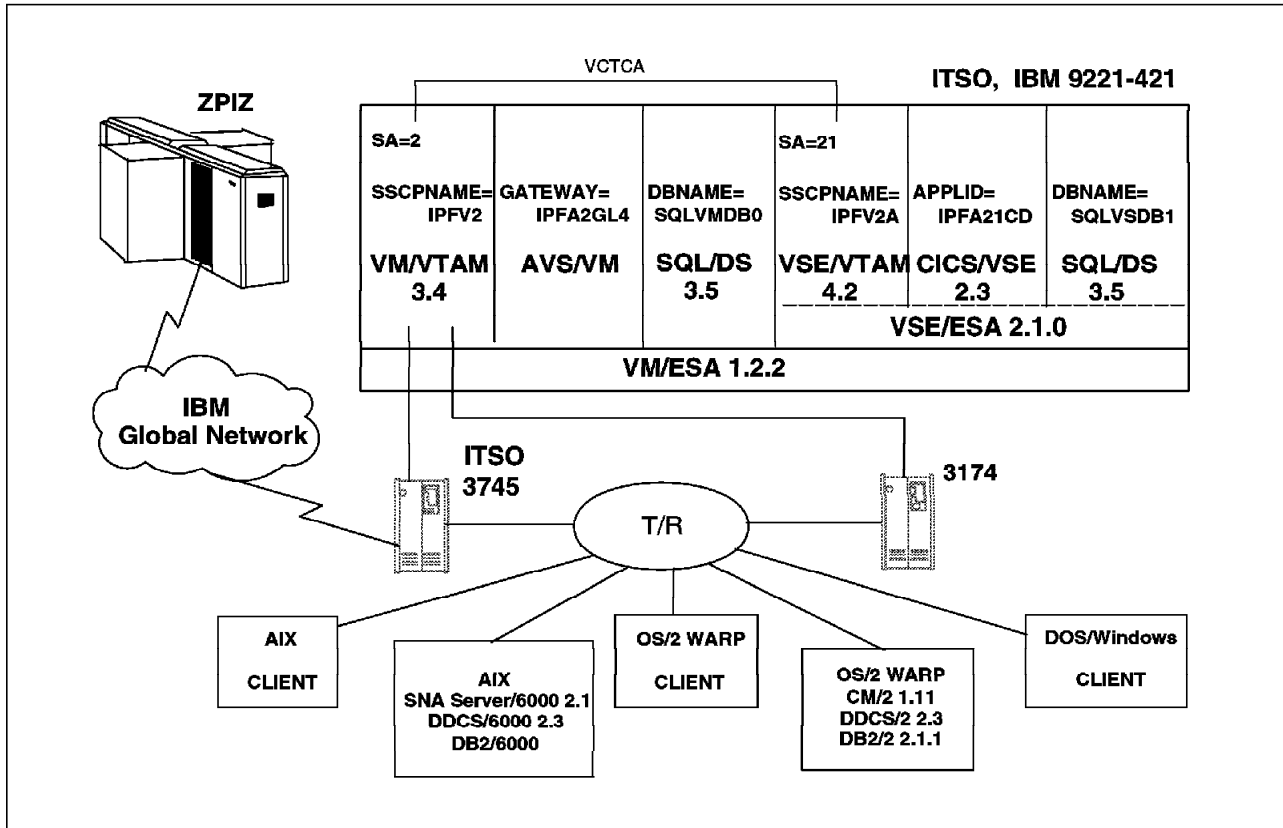 VCTCA
ITSO, IBM 9221-421
ZPIZ
SA=2
SA=21
SSCPNAME=
IPFV2
GATEWAY=
IPFA2GL4
DBNAME=
SQLVMDB0
SSCPNAME=
IPFV2A
APPLID=
IPFA21CD
DBNAME=
SQLVSDB1
VM/VTAM
3.4
AVS/VM
SQL/DS
3.5
VSE/VTAM
4.2
CICS/VSE
2.3
SQL/DS
3.5
VSE/ESA 2.1.0
VM/ESA 1.2.2
IBM
Global Network
ITSO
3745
3174
T/R
AIX
CLIENT
AIX
SNA Server/6000 2.1
DDCS/6000 2.3
DB2/6000
OS/2 WARP
CLIENT
OS/2 WARP
CM/2 1.11
DDCS/2 2.3
DB2/2 2.1.1
DOS/Windows
CLIENT